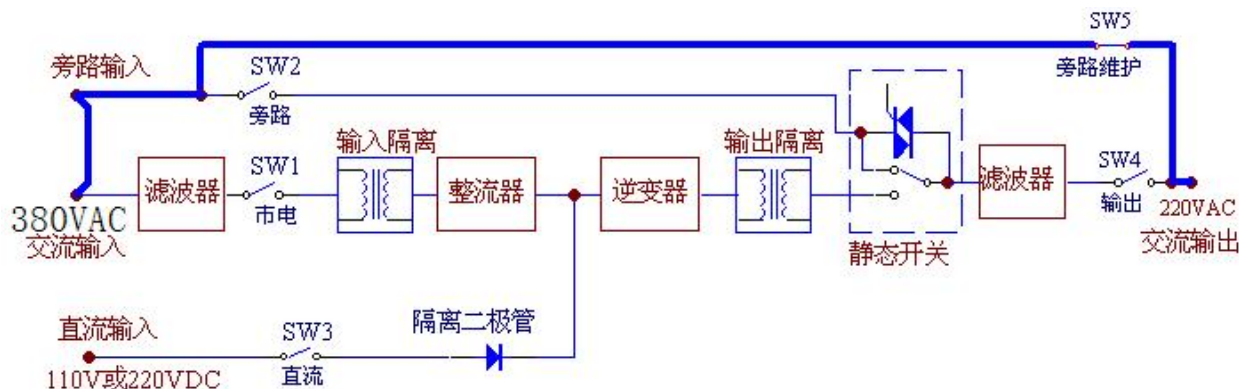 SW5
旁路维护
旁路输入
SW2
旁路
输入隔离
输出隔离
滤波器
SW1
市电
整流器
逆变器
滤波器
SW4
输出
380VAC
交流输入
220VAC
交流输出
静态开关
直流输入
SW3
直流
隔离二极管
110V或220VDC